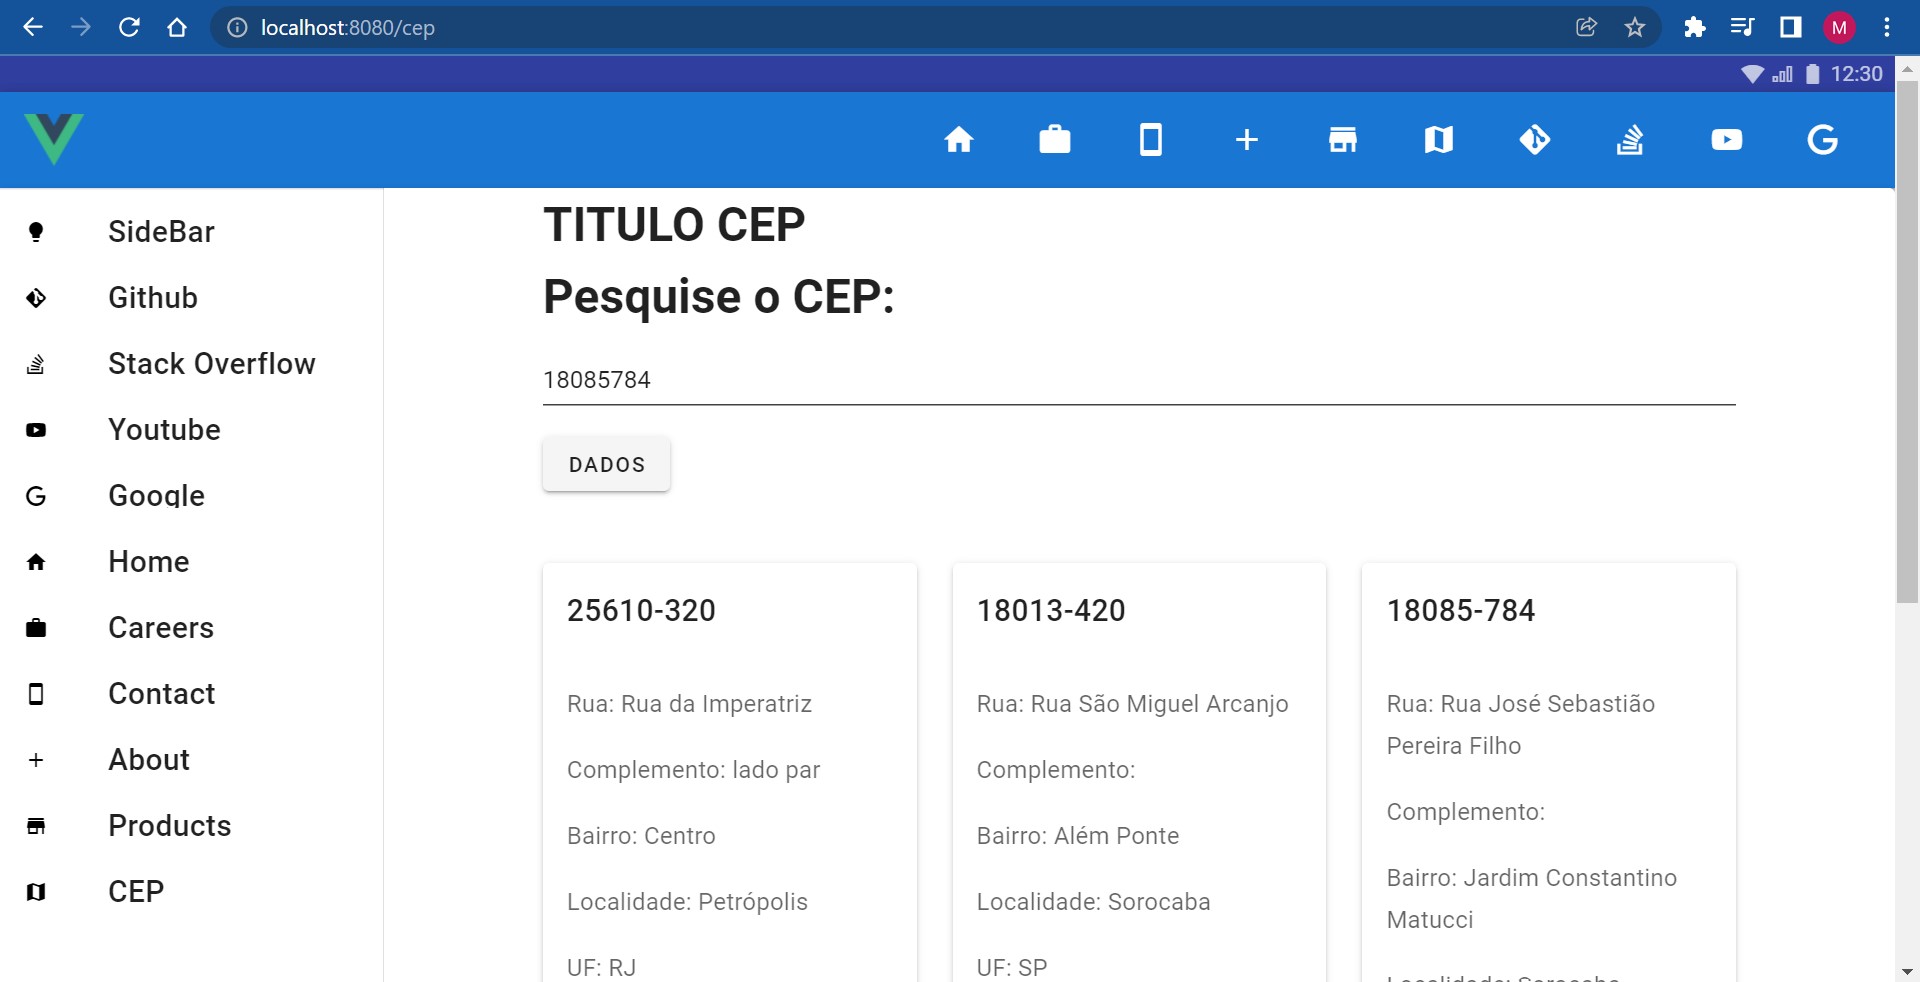 localhost:8080/cep
M
12:30
SideBar
Github
Stack Overflow
Youtube
Google
Home
Careers
Contact
About
Products
CEP
TITULO CEP
Pesquise o CEP:
18085784
DADOS
25610-320
Rua: Rua da Imperatriz
Complemento: lado par
Bairro: Centro
Localidade: Petrópolis
UF: RJ
18013-420
Rua: Rua São Miguel Arcanjo
Complemento:
Bairro: Além Ponte
Localidade: Sorocaba
UF: SP
18085-784
Rua: Rua José Sebastião
Pereira Filho
Complemento:
Bairro: Jardim Constantino
Matucci
Localidade: Sorocaba